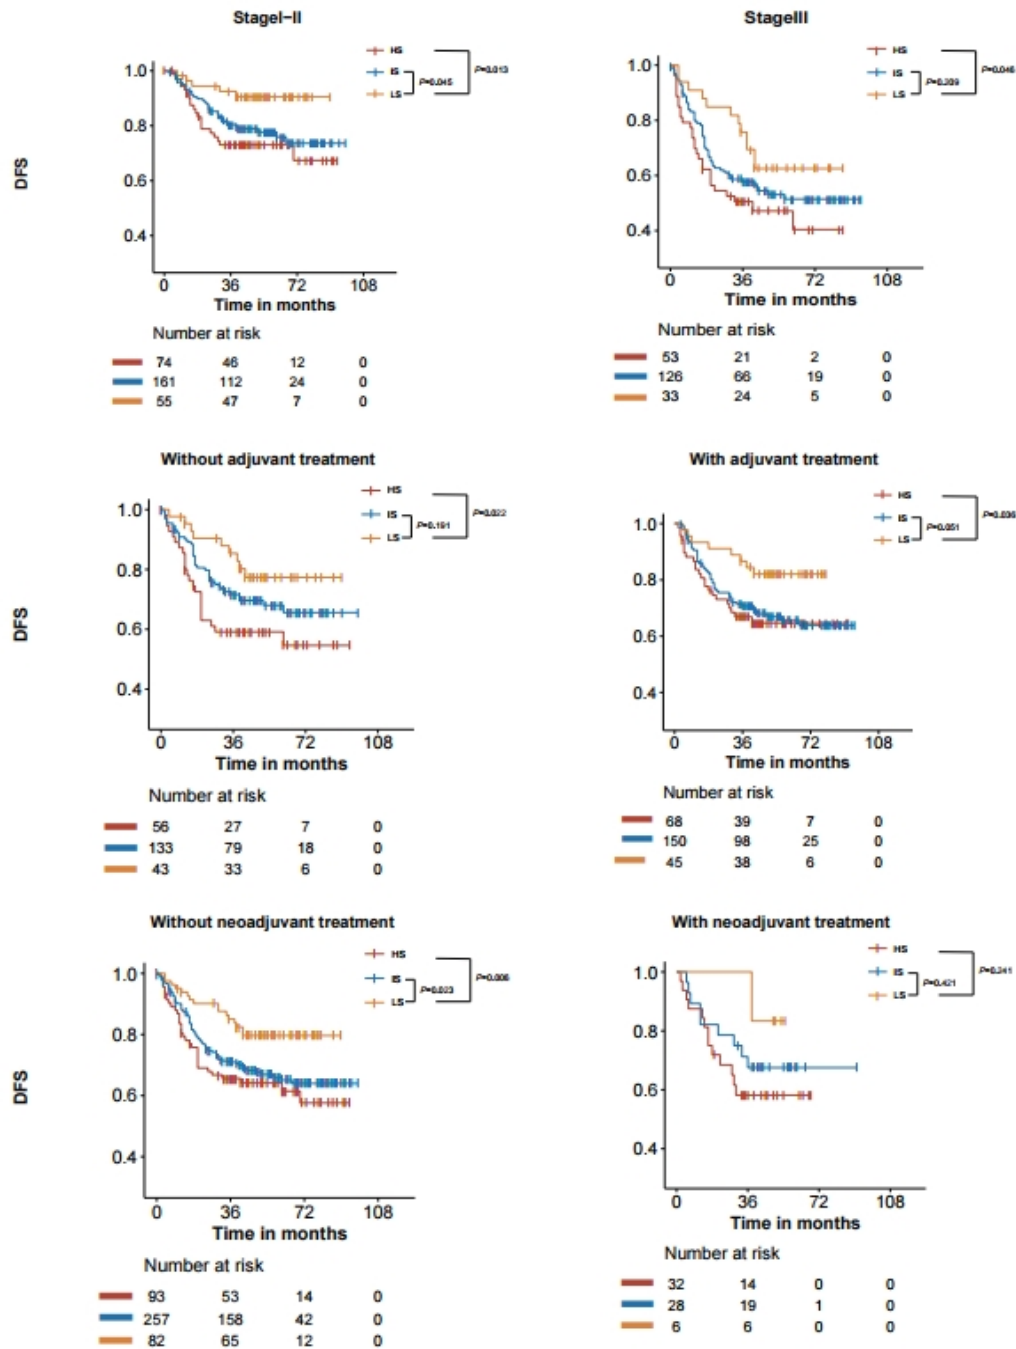 StageI-II
HS
IS
LS
P=0.045
P=0.013
DFS
1.0
0.8
0.6
0.4
0 36 72 108
Time in months
Number at risk
74 46 12 0
161 112 24 0
55 47 7 0
StageIII
HS
IS
LS
P=0.209
P=0.046
1.0
0.8
0.6
0.4
0 36 72 108
Time in months
Number at risk
53 21 2 0
126 66 19 0
33 24 5 0
Without adjuvant treatment
HS
IS
LS
P=0.191
P=0.022
DFS
1.0
0.8
0.6
0.4
0 36 72 108
Time in months
Number at risk
56 27 7 0
133 79 18 0
43 33 6 0
With adjuvant treatment
HS
IS
LS
P=0.051
P=0.036
1.0
0.8
0.6
0.4
0 36 72 108
Time in months
Number at risk
68 39 7 0
150 98 25 0
45 38 6 0
Without neoadjuvant treatment
HS
IS
LS
P=0.023
P=0.006
DFS
1.0
0.8
0.6
0.4
0 36 72 108
Time in months
Number at risk
93 53 14 0
257 158 42 0
82 65 12 0
With neoadjuvant treatment
HS
IS
LS
P=0.421
P=0.241
1.0
0.8
0.6
0.4
0 36 72 108
Time in months
Number at risk
32 14 0 0
28 19 1 0
6 6 0 0